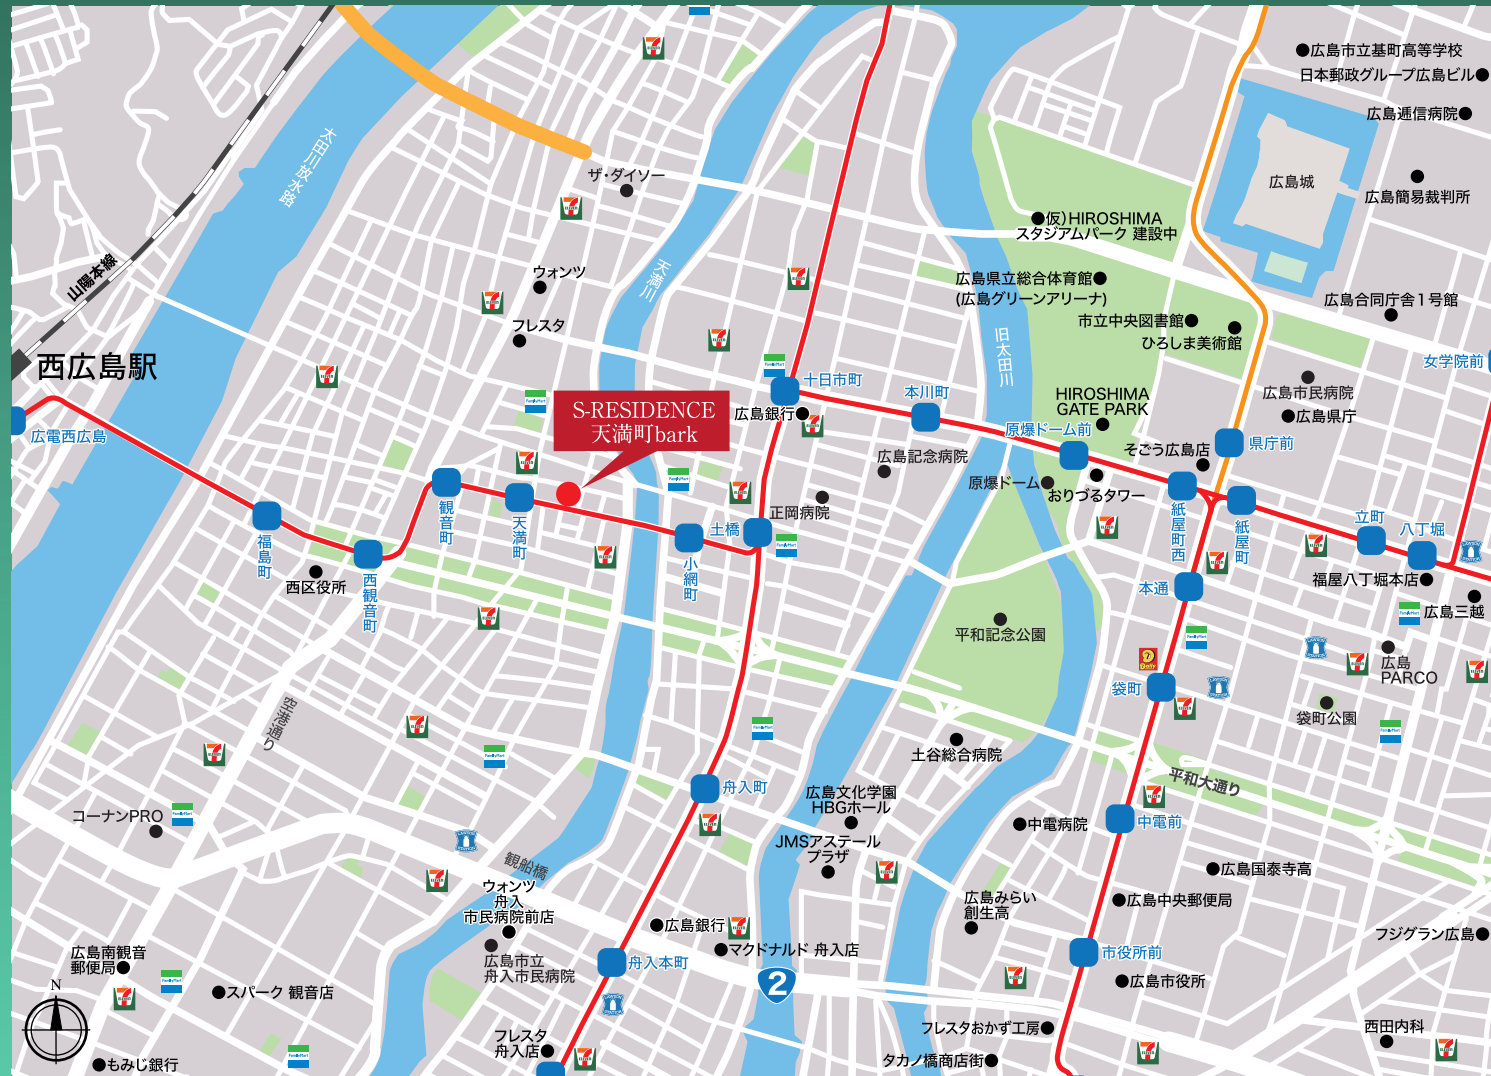 広島市立基町高等学校
日本郵政グループ広島ビル
広島逓信病院
太田川放水路
ザ・ダイソー
広島城
広島簡易裁判所
(仮)HIROSHIMA
スタジアムパーク 建設中
山陽本線
天満川
ウォンツ
広島県立総合体育館
(広島グリーンアリーナ)
広島合同庁舎1号館
市立中央図書館
フレスタ
ひろしま美術館
旧太田川
西広島駅
女学院前
十日市町
本川町
広島市民病院
HIROSHIMA
GATE PARK
S-RESIDENCE
天満町bark
広島銀行
広島県庁
広電西広島
原爆ドーム前
県庁前
そごう広島店
広島記念病院
原爆ドーム
おりづるタワー
観音町
天満町
正岡病院
土橋
紙屋町西
紙屋町
立町
八丁堀
福島町
小網町
西区役所
西観音町
本通
福屋八丁堀本店
広島三越
平和記念公園
広島
PARCO
袋町
空港通り
袋町公園
土谷総合病院
平和大通り
舟入町
広島文化学園
HBGホール
コーナンPRO
中電病院
中電前
JMSアステール
プラザ
観船橋
広島国泰寺高
ウォンツ
舟入
市民病院前店
広島みらい
創生高
広島中央郵便局
広島銀行
フジグラン広島
広島南観音
郵便局
広島市立
舟入市民病院
マクドナルド 舟入店
舟入本町
市役所前
2
広島市役所
N
スパーク 観音店
フレスタおかず工房
西田内科
フレスタ
舟入店
もみじ銀行
タカノ橋商店街